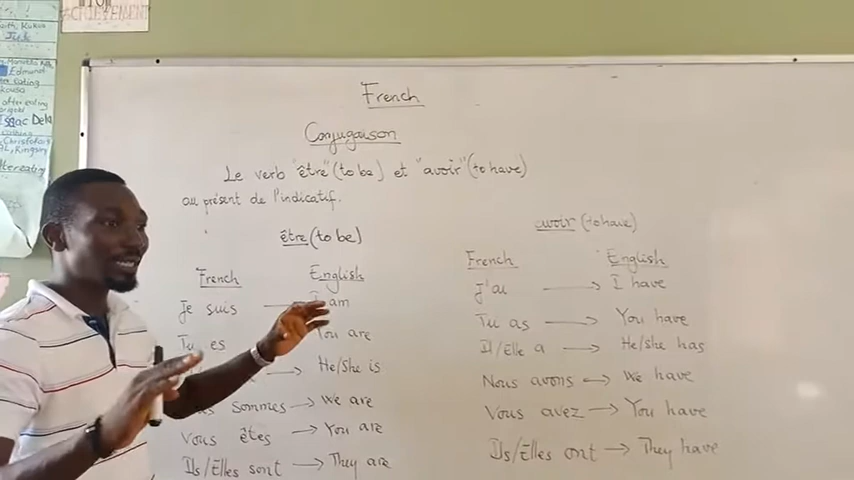 ACHIEVEMENT
French
Conjugaison
Le verb "être" (to be) et "avoir" (to have)
au présent de l'indicatif.
être (to be)
French English
Je suis → I am
Tu es You are
→ He/She is
sommes → We are
Vous êtes → You are
Ils/Elles sont → They are
avoir (to have)
French English
j'ai → I have
Tu as → You have
Il/Elle a → He/She has
Nous avons → We have
Vous avez → You have
Ils/Elles ont → They have